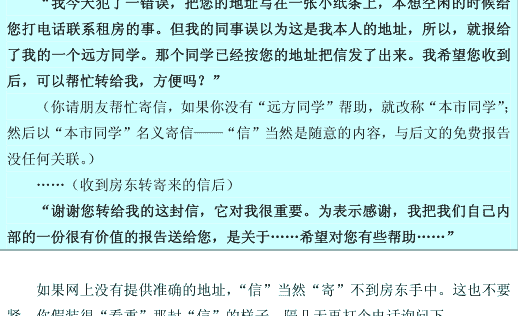 “我今天犯了一错误，把您的地址写在一张小纸条上，本想空闲的时候给
您打电话联系租房的事。但我的同事误以为这是我本人的地址，所以，就报给
了我的一个远方同学。那个同学已经按您的地址把信发了出来。我希望您收到
后，可以帮忙转给我，方便吗？”
（你请朋友帮忙寄信，如果你没有“远方同学”帮助，就改称“本市同学”；
然后以“本市同学”名义寄信——“信”当然是随意的内容，与后文的免费报告
没任何关联。）
……（收到房东转寄来的信后）
“谢谢您转给我的这封信，它对我很重要。为表示感谢，我把我们自己内
部的一份很有价值的报告送给您，是关于……希望对您有些帮助……”
如果网上没有提供准确的地址，“信”当然“寄”不到房东手中。这也不要
紧，你假装很“看重”那封“信”的样子，隔几天再打个电话询问下